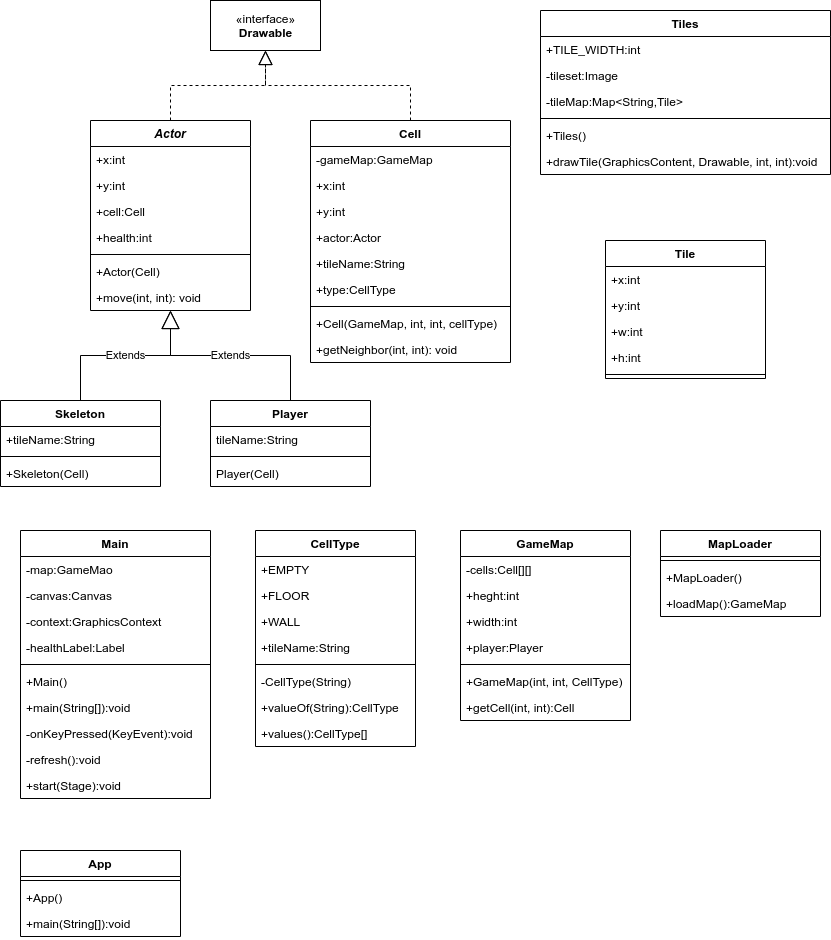 «interface»
Drawable
Tiles
+TILE_WIDTH:int
-tileset:Image
-tileMap:Map<String,Tile>
+Tiles()
+drawTile(GraphicsContent, Drawable, int, int):void
Actor
+x:int
+y:int
+cell:Cell
+health:int
+Actor(Cell)
+move(int, int): void
Cell
-gameMap:GameMap
+x:int
+y:int
+actor:Actor
+tileName:String
+type:CellType
+Cell(GameMap, int, int, cellType)
+getNeighbor(int, int): void
Tile
+x:int
+y:int
+w:int
+h:int
Extends
Extends
Skeleton
+tileName:String
+Skeleton(Cell)
Player
tileName:String
Player(Cell)
Main
-map:GameMao
-canvas:Canvas
-context:GraphicsContext
-healthLabel:Label
+Main()
+main(String[]):void
-onKeyPressed(KeyEvent):void
-refresh():void
+start(Stage):void
CellType
+EMPTY
+FLOOR
+WALL
+tileName:String
-CellType(String)
+valueOf(String):CellType
+values():CellType[]
GameMap
-cells:Cell[][]
+heght:int
+width:int
+player:Player
+GameMap(int, int, CellType)
+getCell(int, int):Cell
MapLoader
+MapLoader()
+loadMap():GameMap
App
+App()
+main(String[]):void